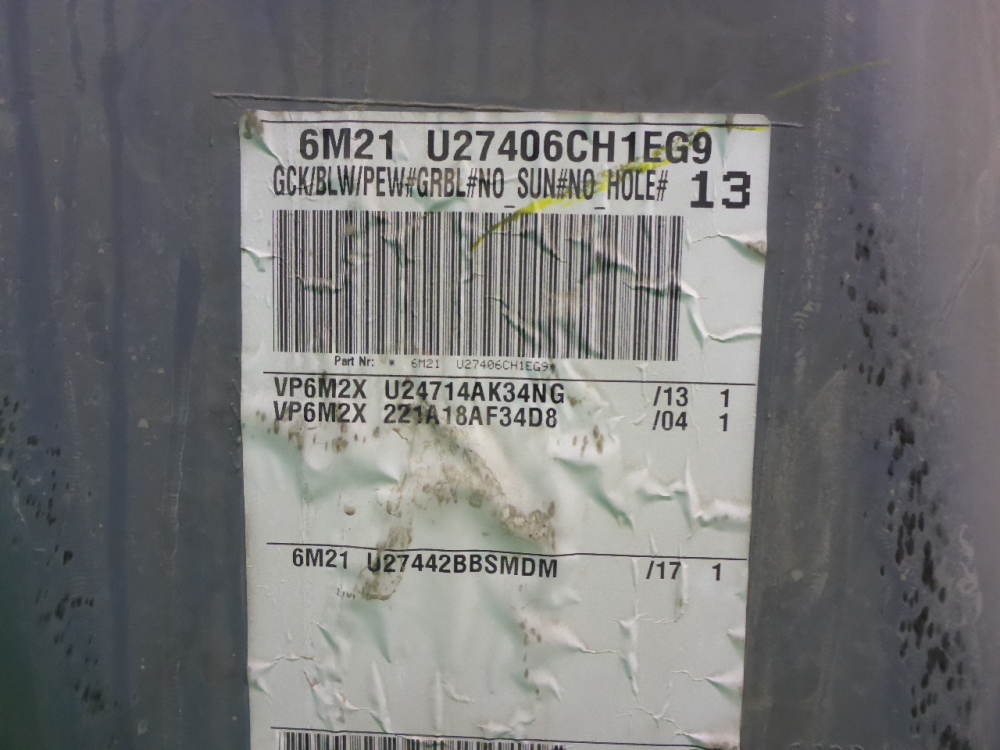 6M21 U27406CH1EG9
GCK/BLW/PEW#GRBL#NO_SUN#NO_HOLE# 13
Part Nr: * 6M21 U27406CH1EG9*
VP6M2X U24714AK34NG /13 1
VP6M2X 221A18AF34D8 /04 1
6M21 U27442BBSMDM /17 1